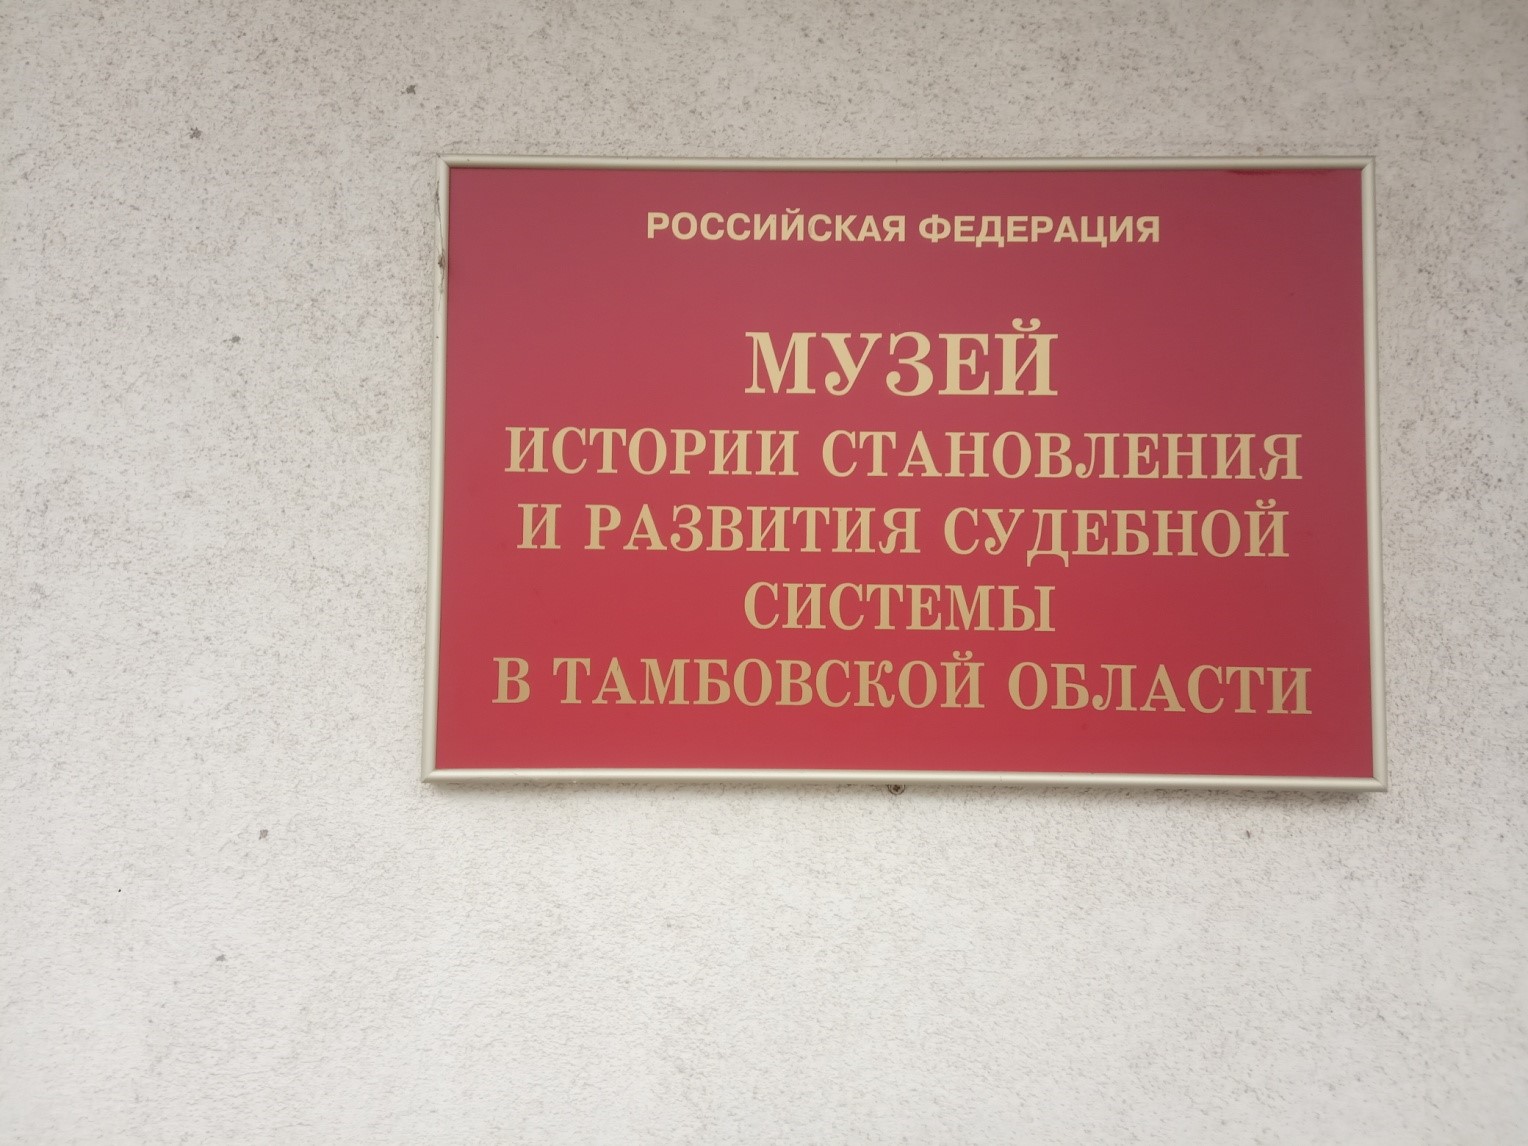 РОССИЙСКАЯ ФЕДЕРАЦИЯ
МУЗЕЙ
ИСТОРИИ СТАНОВЛЕНИЯ
И РАЗВИТИЯ СУДЕБНОЙ
СИСТЕМЫ
В ТАМБОВСКОЙ ОБЛАСТИ